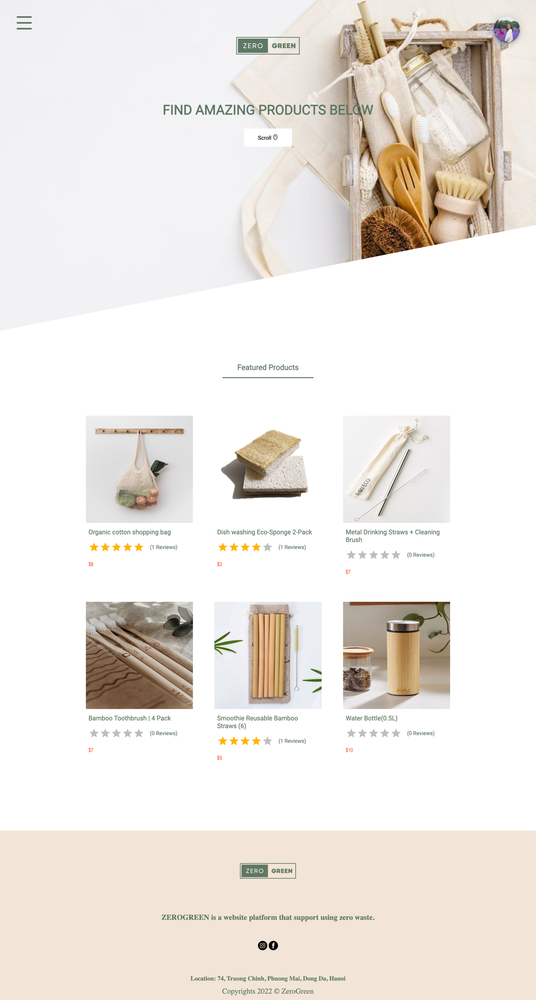 ZERO GREEN
FIND AMAZING PRODUCTS BELOW
Scroll
Featured Products
ECO
Organic cotton shopping bag
(1 Reviews)
$8
Dish washing Eco-Sponge 2-Pack
(1 Reviews)
$3
Metal Drinking Straws + Cleaning
Brush
(0 Reviews)
$7
welly
Bamboo Toothbrush | 4 Pack
(0 Reviews)
$7
Smoothie Reusable Bamboo
Straws (6)
(1 Reviews)
$5
Water Bottle(0.5L)
(0 Reviews)
$10
ZERO GREEN
ZEROGREEN is a website platform that support using zero waste.
Location: 74, Truong Chinh, Phuong Mai, Dong Da, Hanoi
Copyrights 2022 © ZeroGreen